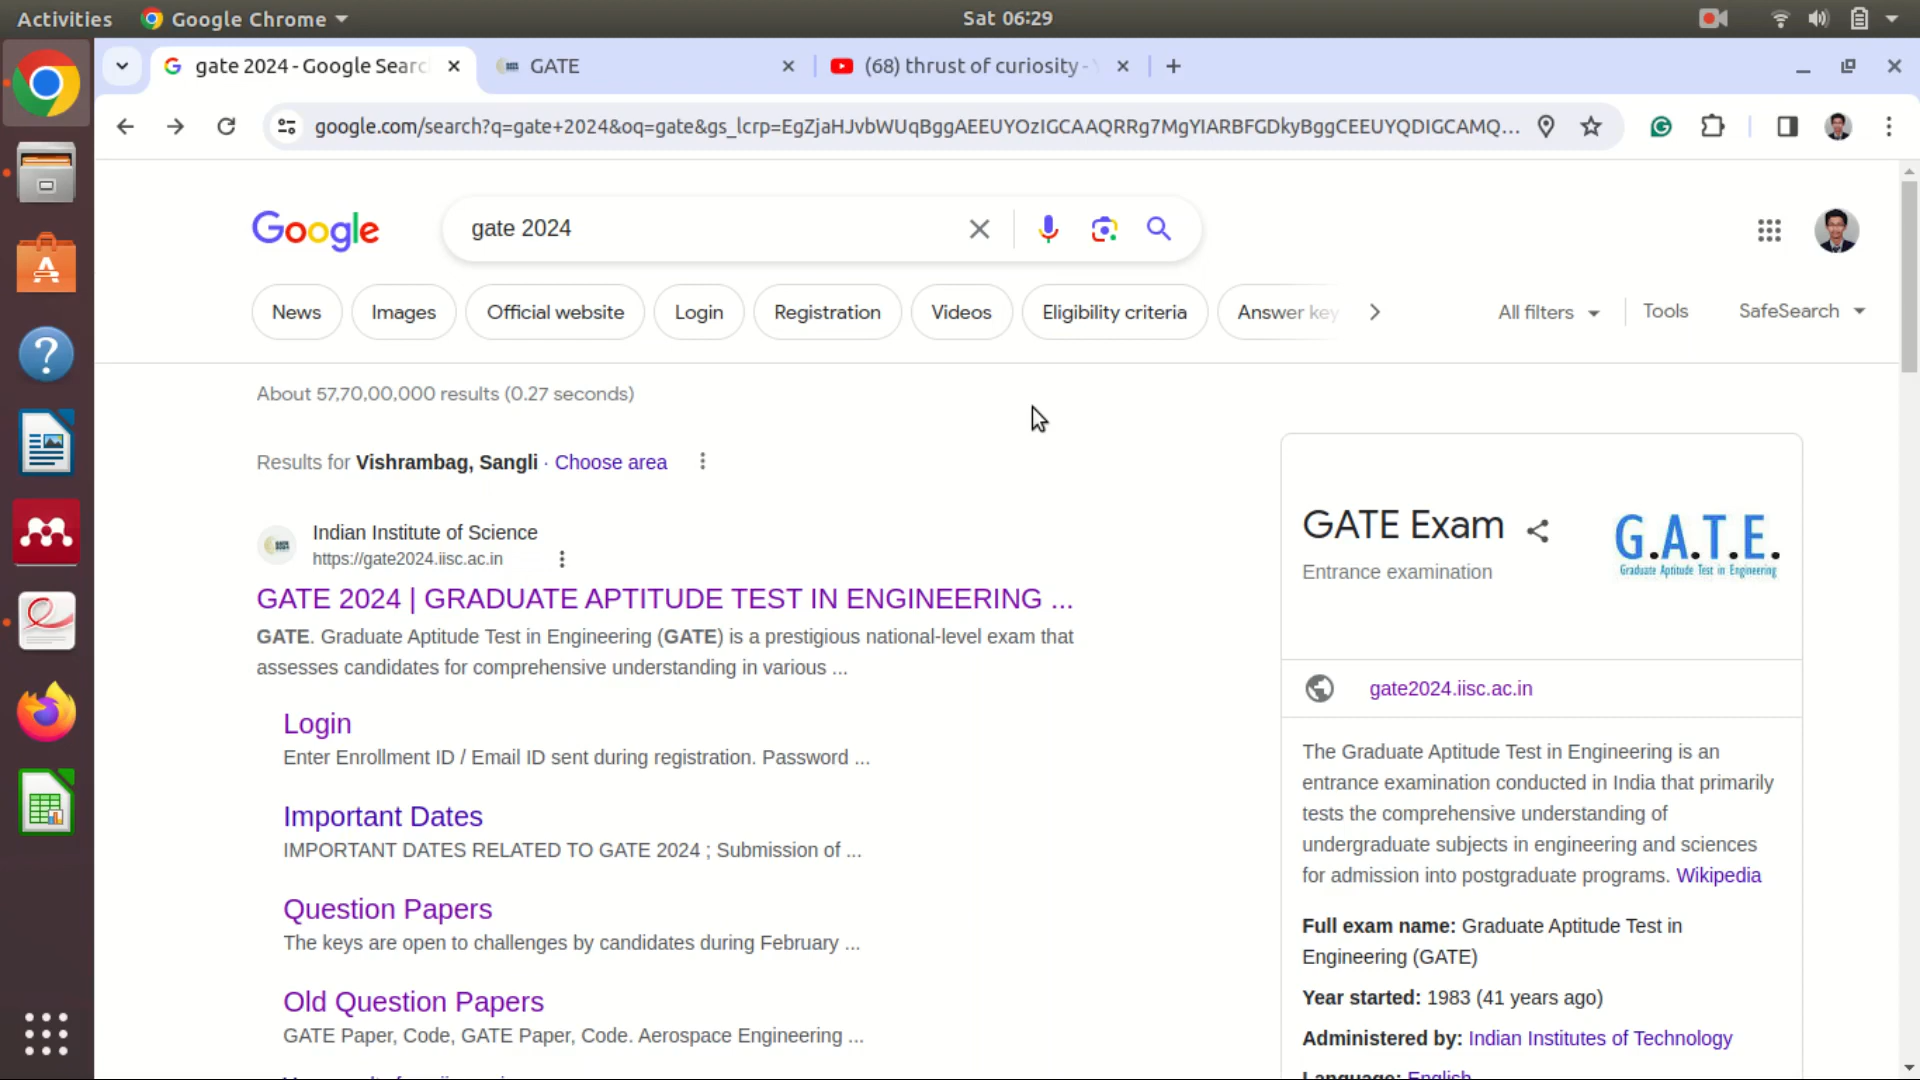 Activities
Google Chrome
Sat 06:29
gate 2024 - Google Searc
GATE
(68) thrust of curiosity -
google.com/search?q=gate+2024&oq=gate&gs_lcrp=EgZjaHJvbWUqBggAEEUYOzIGCAAQRRg7MgYIARBFGDkyBggCEEUYQDIGCAMQ...
Google
gate 2024
News
Images
Official website
Login
Registration
Videos
Eligibility criteria
Answer key
All filters
Tools
SafeSearch
About 57,70,00,000 results (0.27 seconds)
Results for Vishrambag, Sangli · Choose area
Indian Institute of Science
https://gate2024.iisc.ac.in
GATE 2024 | GRADUATE APTITUDE TEST IN ENGINEERING ...
GATE. Graduate Aptitude Test in Engineering (GATE) is a prestigious national-level exam that
assesses candidates for comprehensive understanding in various ...
Login
Enter Enrollment ID / Email ID sent during registration. Password ...
Important Dates
IMPORTANT DATES RELATED TO GATE 2024 ; Submission of ...
Question Papers
The keys are open to challenges by candidates during February ...
Old Question Papers
GATE Paper, Code, GATE Paper, Code. Aerospace Engineering ...
GATE Exam
Entrance examination
G.A.T.E.
Graduate Aptitude Test in Engineering
gate2024.iisc.ac.in
The Graduate Aptitude Test in Engineering is an
entrance examination conducted in India that primarily
tests the comprehensive understanding of
undergraduate subjects in engineering and sciences
for admission into postgraduate programs. Wikipedia
Full exam name: Graduate Aptitude Test in
Engineering (GATE)
Year started: 1983 (41 years ago)
Administered by: Indian Institutes of Technology
Language: English